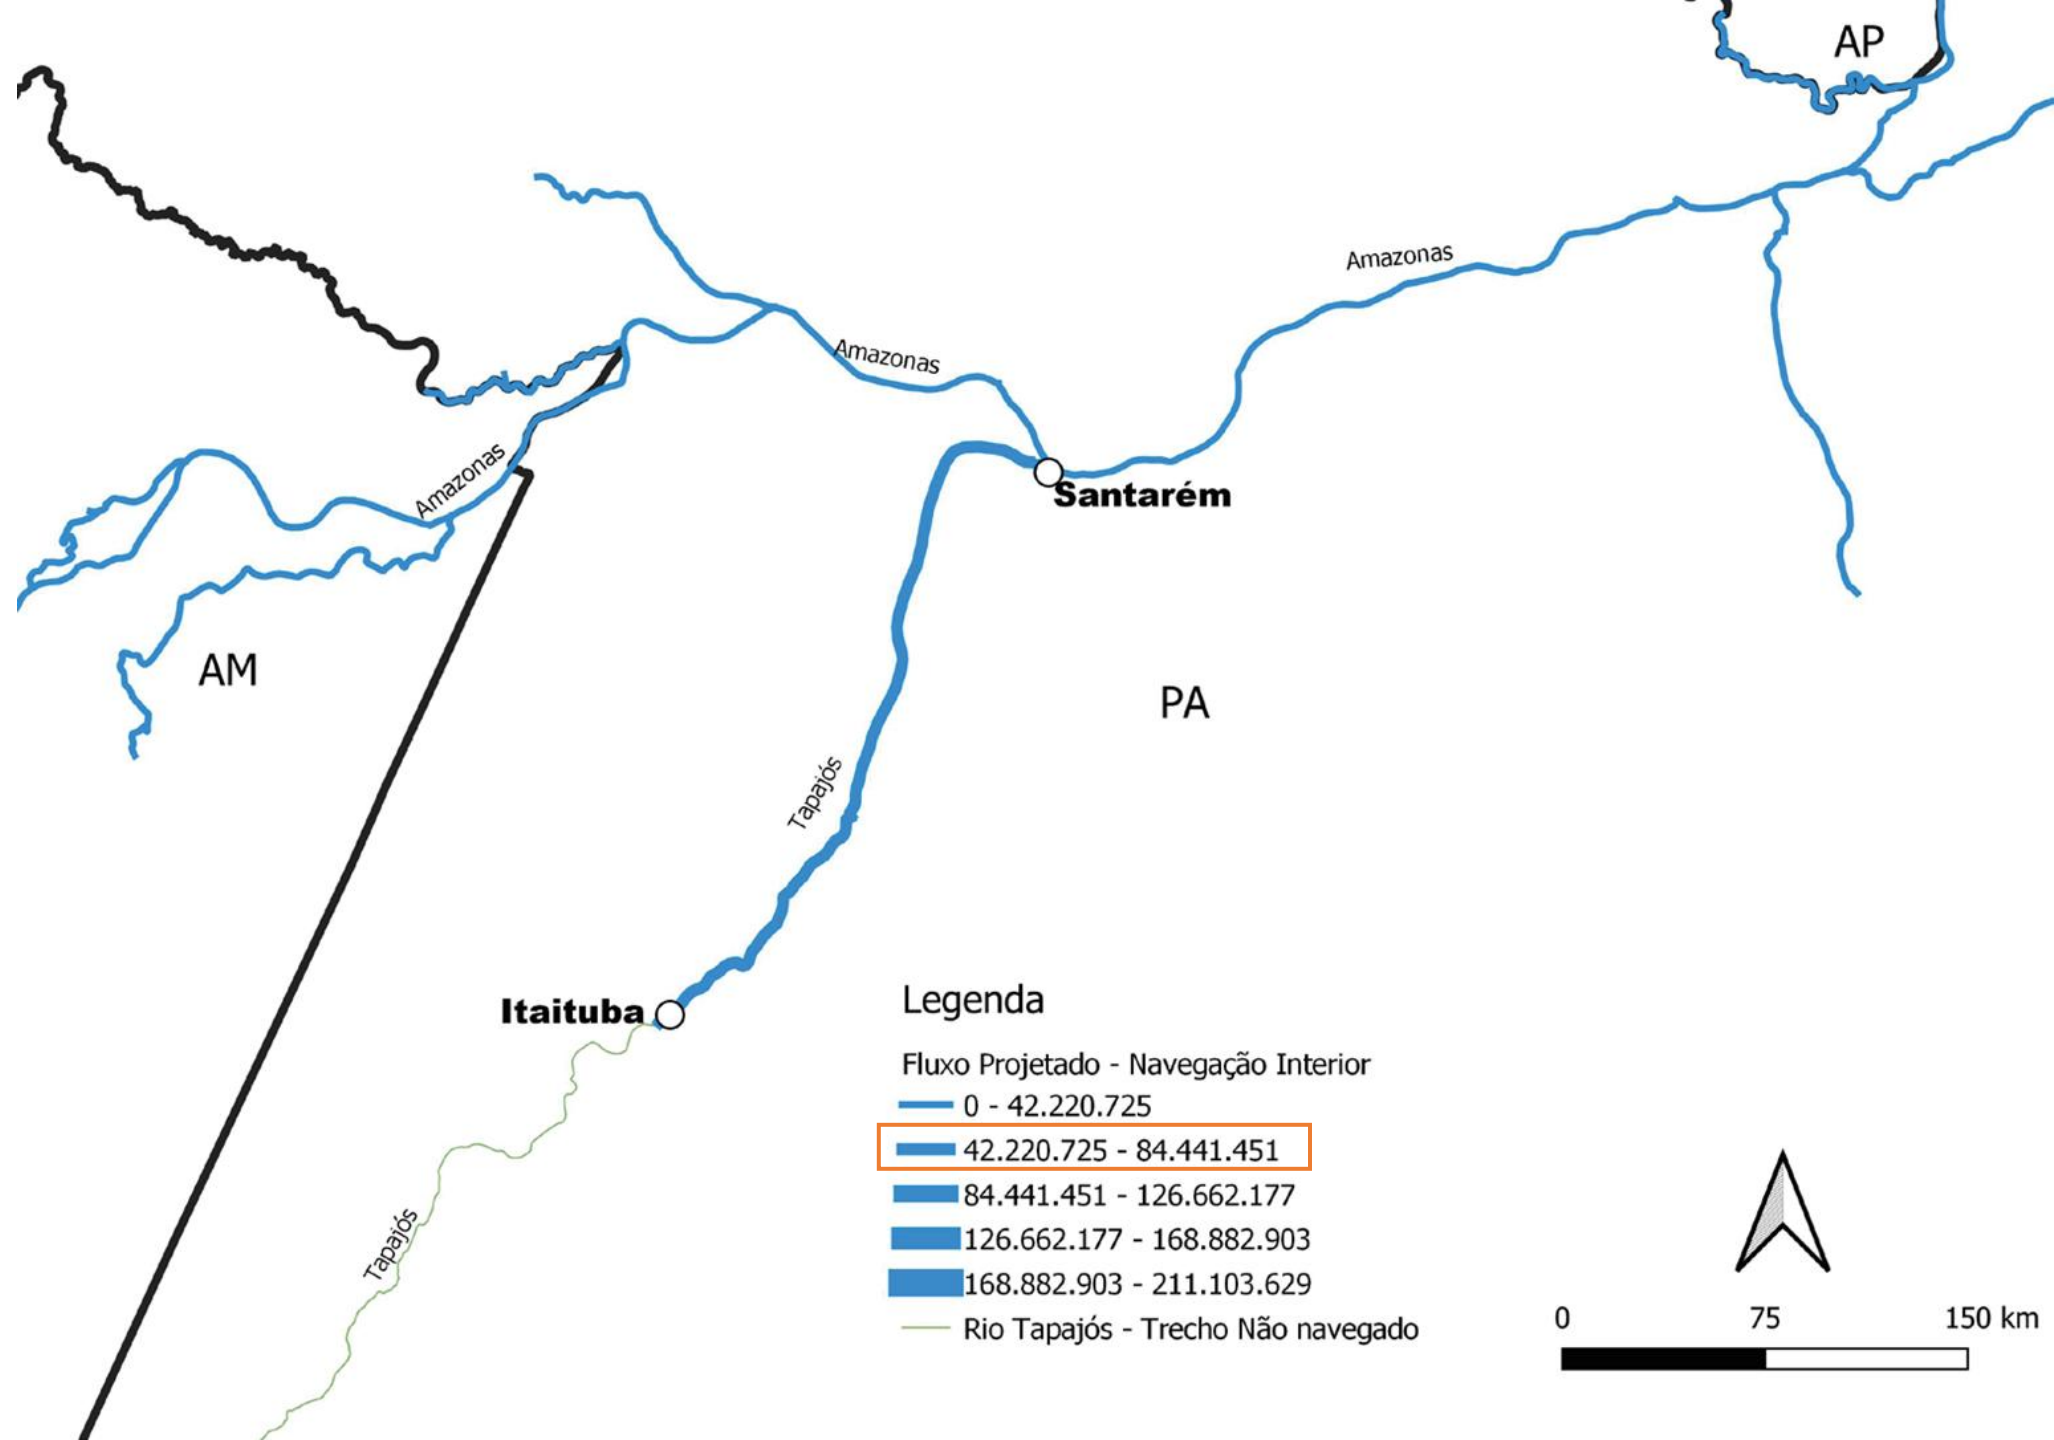 AP
Amazonas
Amazonas
Amazonas
Santarém
AM
PA
Tapajós
Itaituba
Tapajós
Legenda
Fluxo Projetado - Navegação Interior
0 - 42.220.725
42.220.725 - 84.441.451
84.441.451 - 126.662.177
126.662.177 - 168.882.903
168.882.903 - 211.103.629
Rio Tapajós - Trecho Não navegado
0 75 150 km